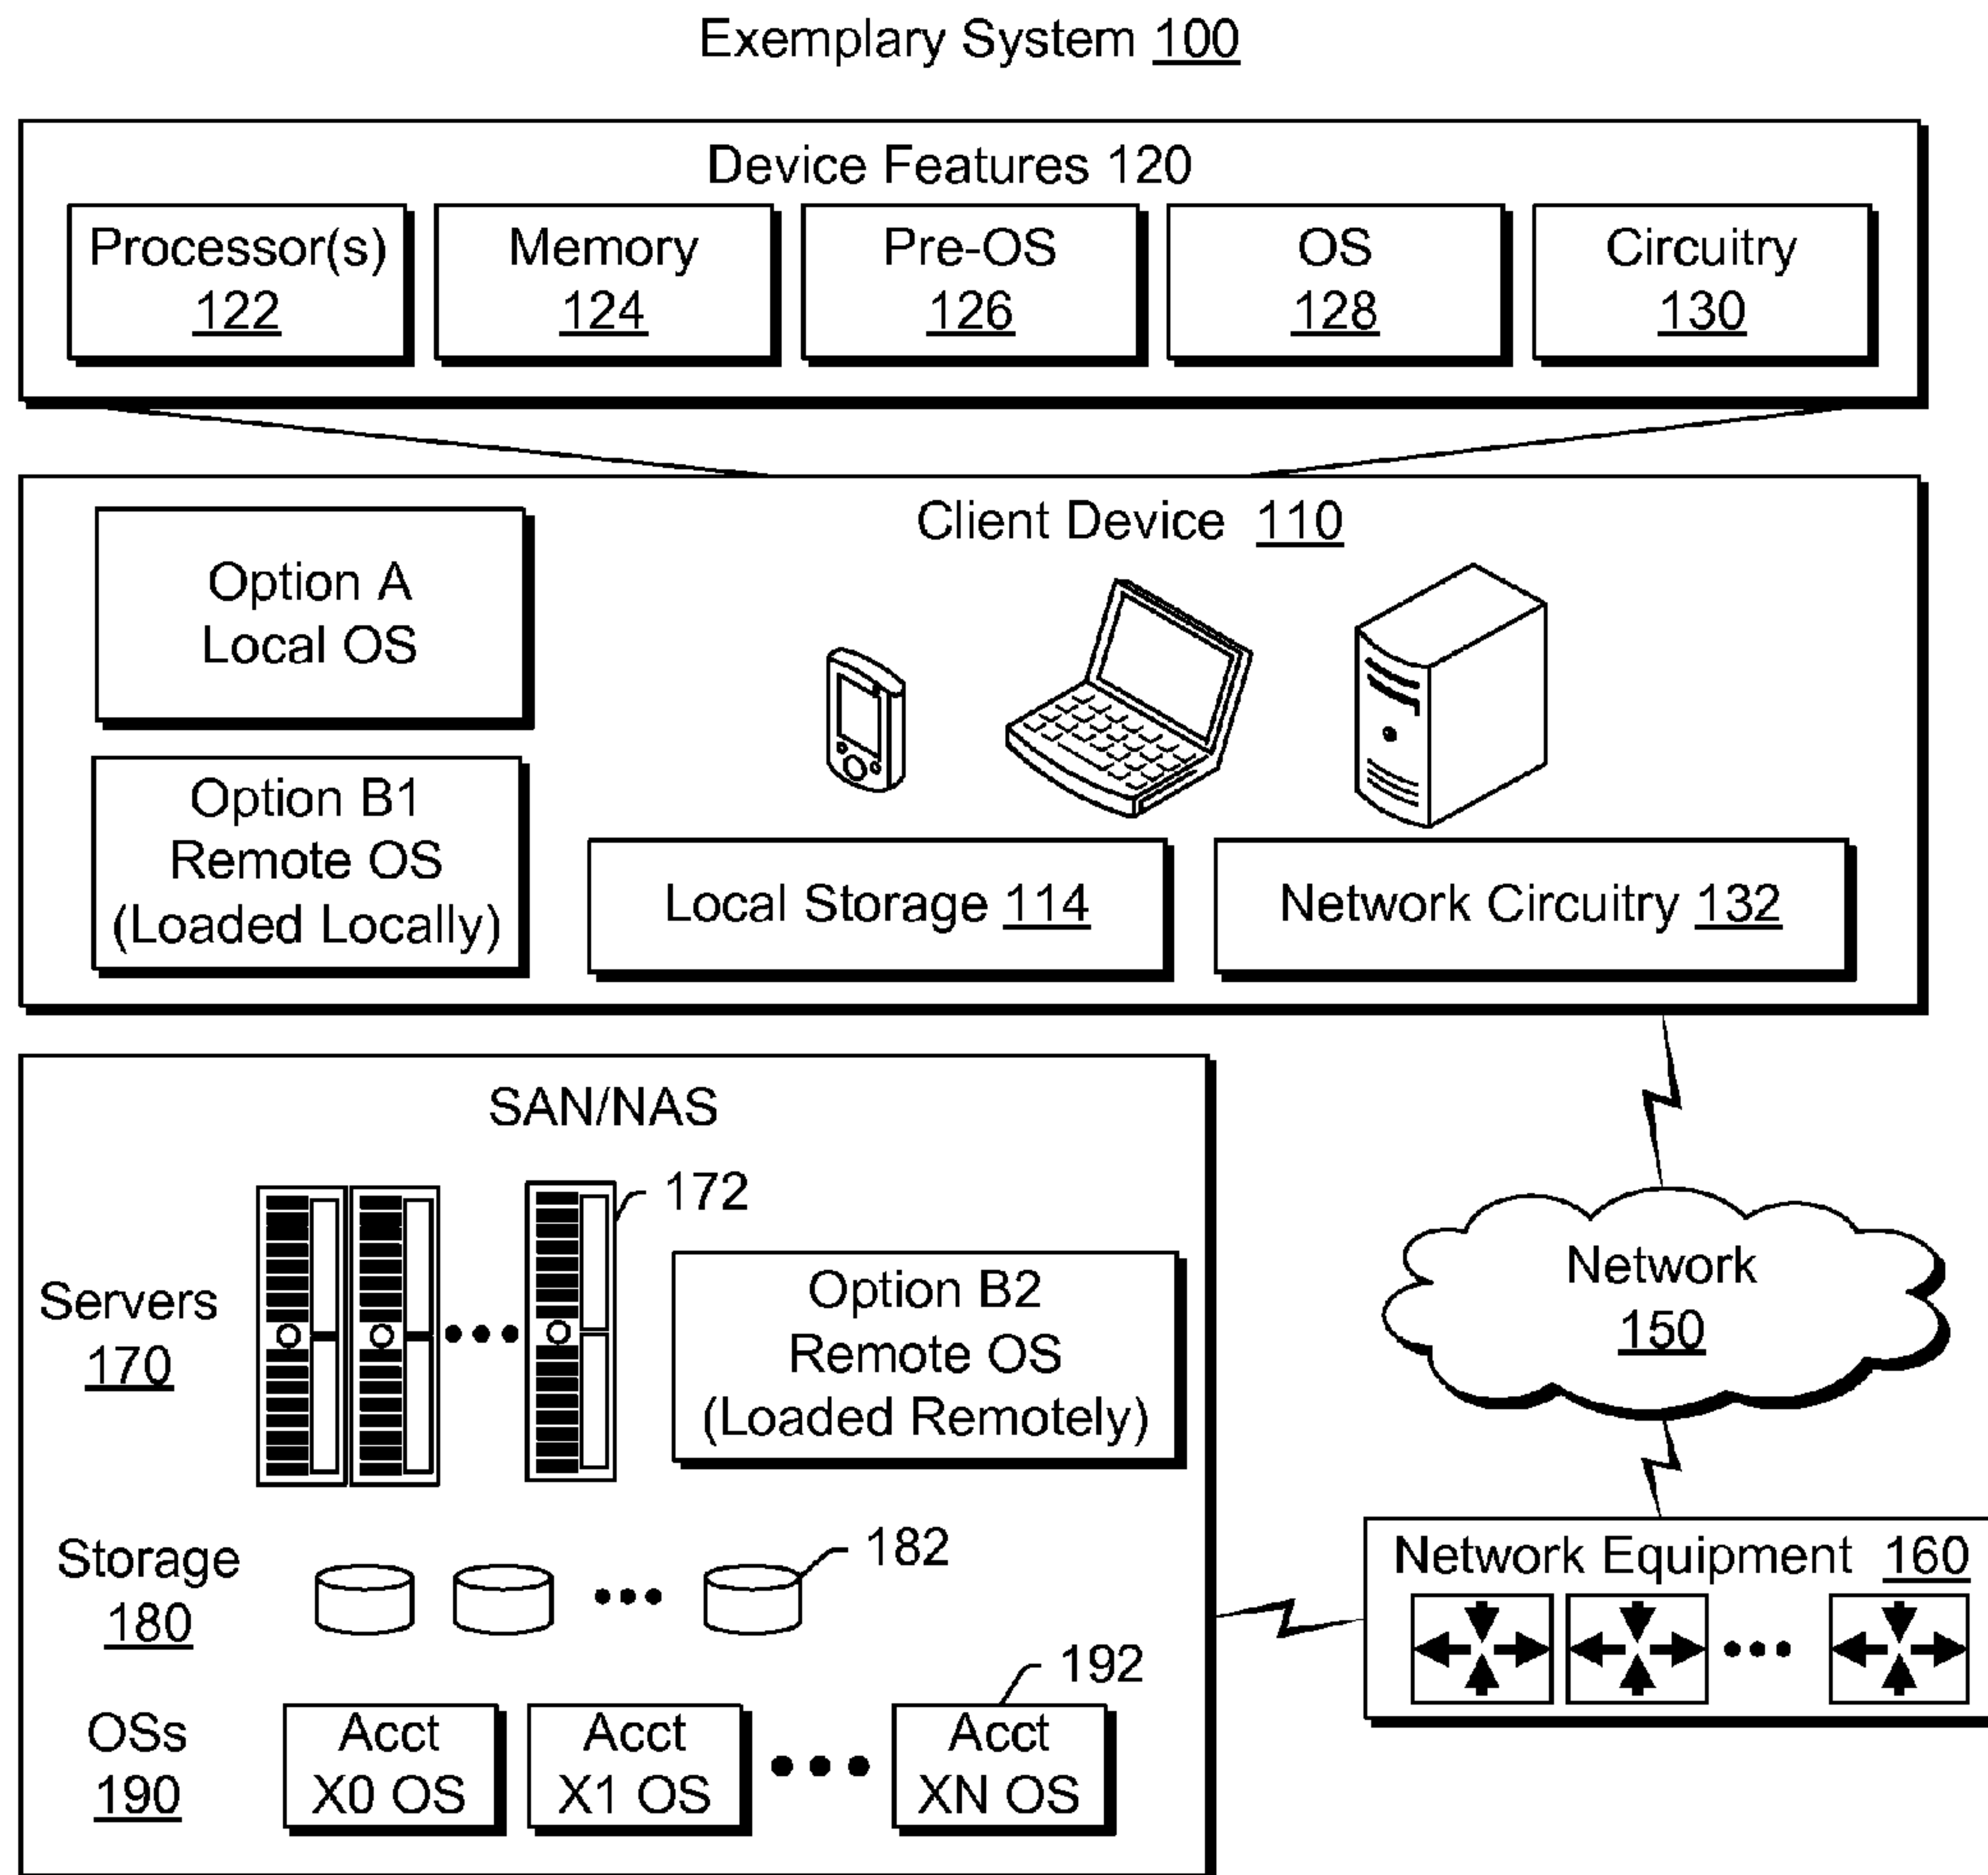 Exemplary System 100
Device Features 120
Processor(s)
122
Memory
124
Pre-OS
126
OS
128
Circuitry
130
Client Device 110
Option A
Local OS
Option B1
Remote OS
(Loaded Locally)
Local Storage 114
Network Circuitry 132
SAN/NAS
Servers
170
172
Option B2
Remote OS
(Loaded Remotely)
Storage
180
182
OSs
190
192
Acct
X0 OS
Acct
X1 OS
Acct
XN OS
Network
150
Network Equipment 160